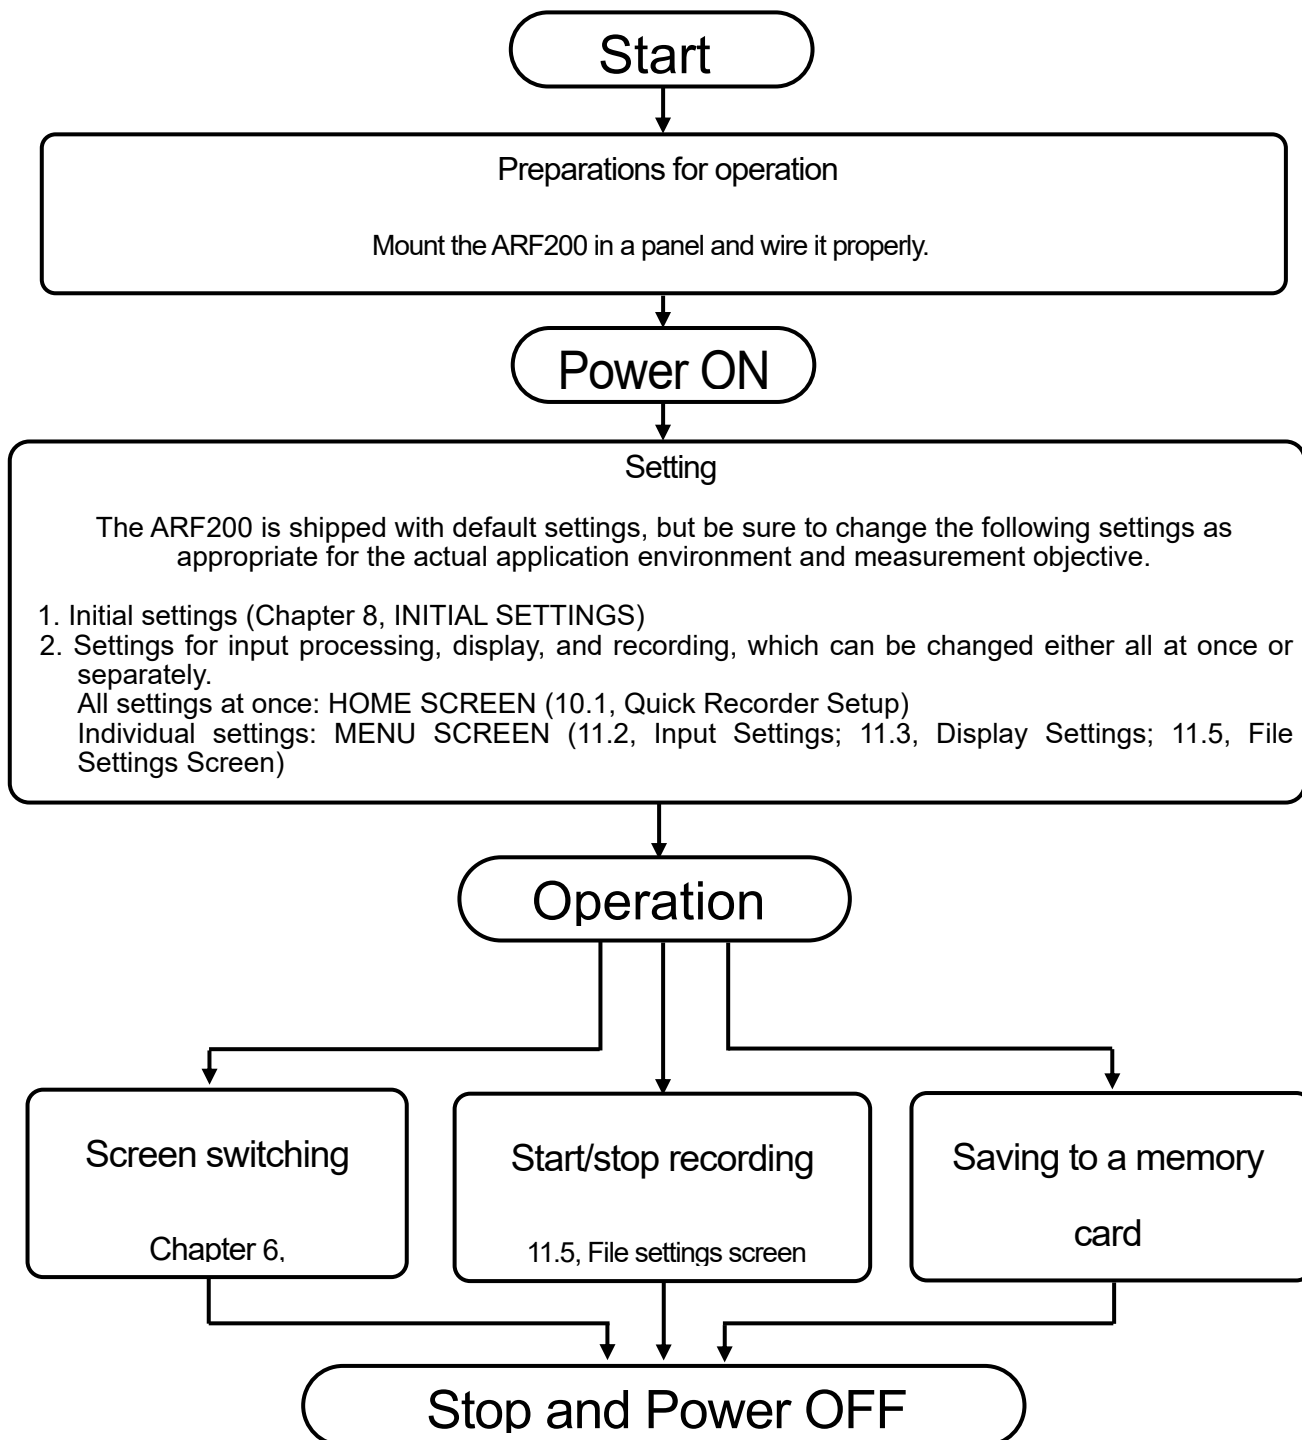 Start
Preparations for operation
Mount the ARF200 in a panel and wire it properly.
Power ON
Setting
The ARF200 is shipped with default settings, but be sure to change the following settings as
appropriate for the actual application environment and measurement objective.
1. Initial settings (Chapter 8, INITIAL SETTINGS)
2. Settings for input processing, display, and recording, which can be changed either all at once or
separately.
All settings at once: HOME SCREEN (10.1, Quick Recorder Setup)
Individual settings: MENU SCREEN (11.2, Input Settings; 11.3, Display Settings; 11.5, File
Settings Screen)
Operation
Screen switching
Chapter 6,
Start/stop recording
11.5, File settings screen
Saving to a memory
card
Stop and Power OFF